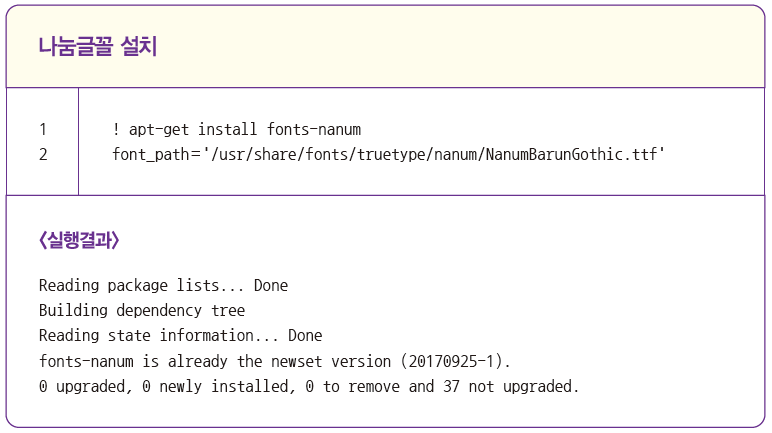 나눔글꼴 설치
1 ! apt-get install fonts-nanum
2 font_path='/usr/share/fonts/truetype/nanum/NanumBarunGothic.ttf'
<실행결과>
Reading package lists... Done
Building dependency tree
Reading state information... Done
fonts-nanum is already the newset version (20170925-1).
0 upgraded, 0 newly installed, 0 to remove and 37 not upgraded.